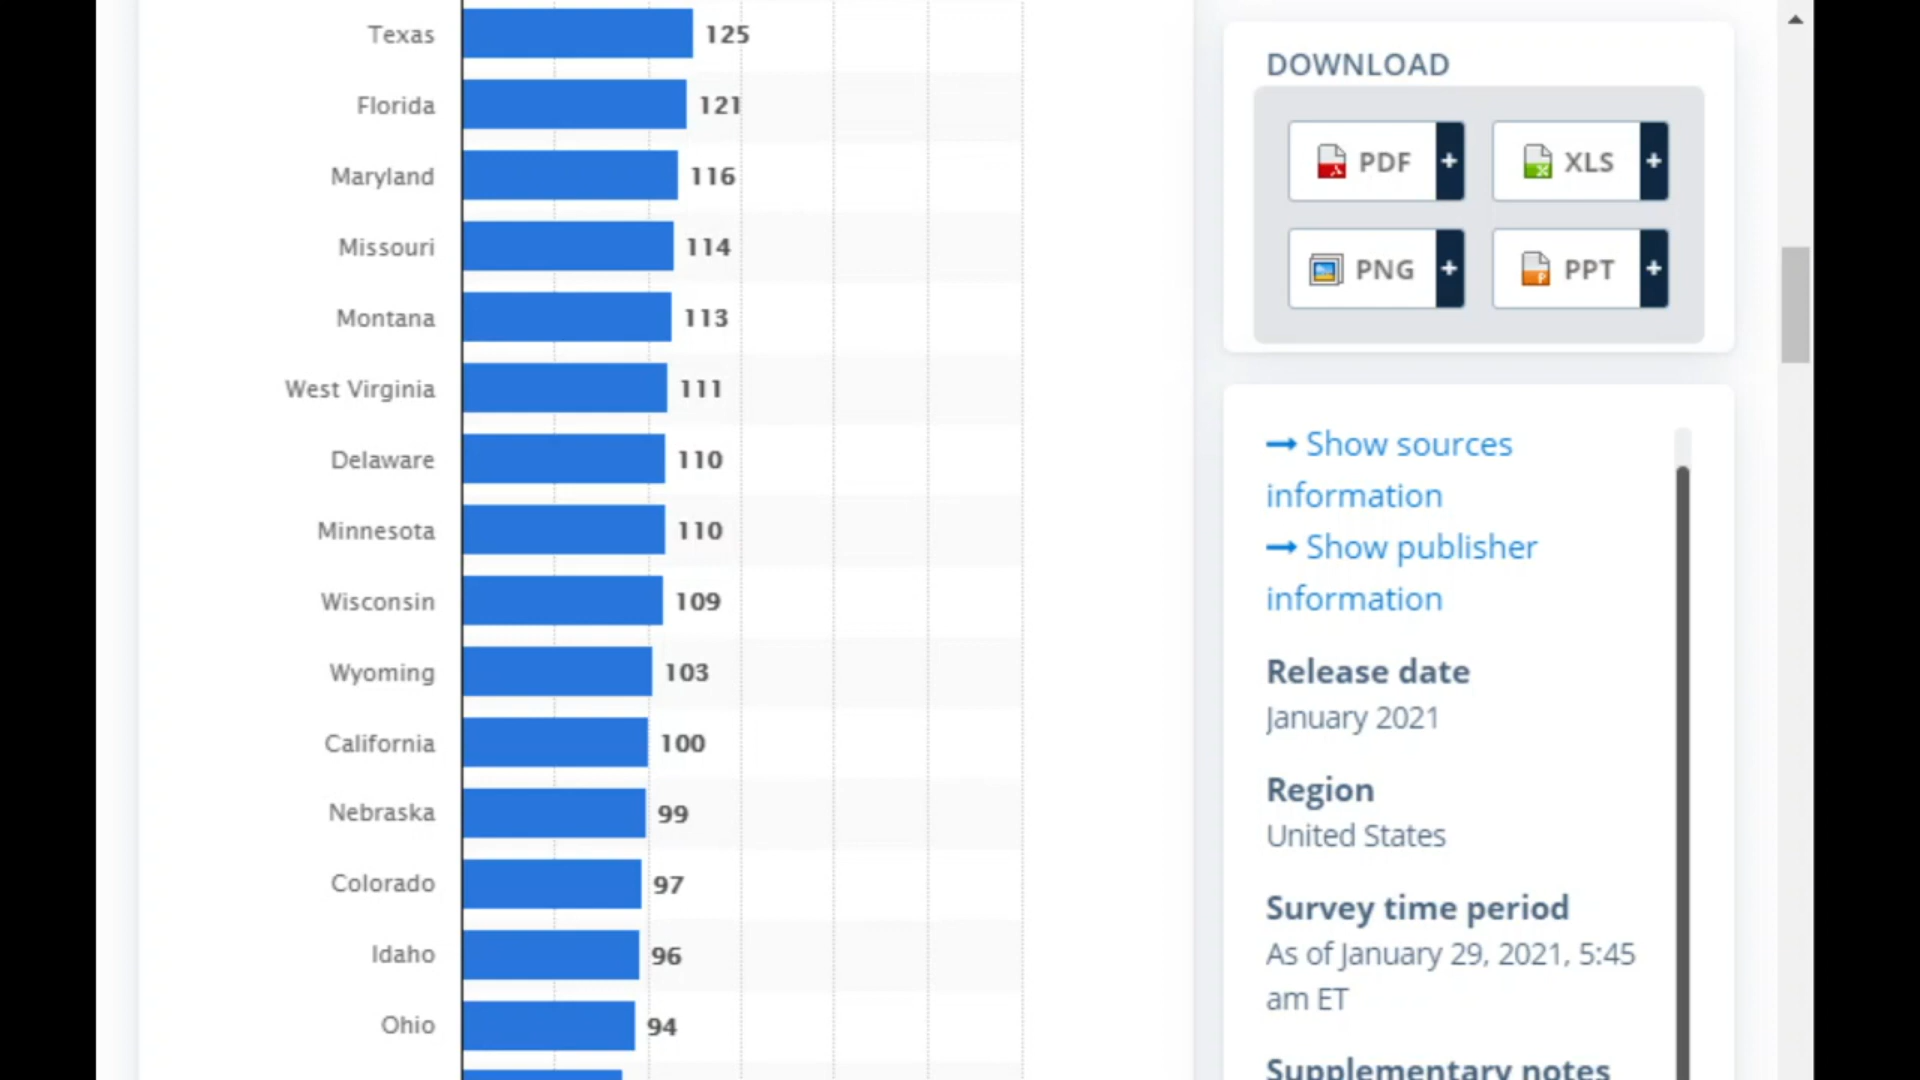 Texas 125
Florida 121
Maryland 116
Missouri 114
Montana 113
West Virginia 111
Delaware 110
Minnesota 110
Wisconsin 109
Wyoming 103
California 100
Nebraska 99
Colorado 97
Idaho 96
Ohio 94
DOWNLOAD
PDF + XLS +
PNG + PPT +
→ Show sources
information
→ Show publisher
information
Release date
January 2021
Region
United States
Survey time period
As of January 29, 2021, 5:45
am ET
Supplementary notes